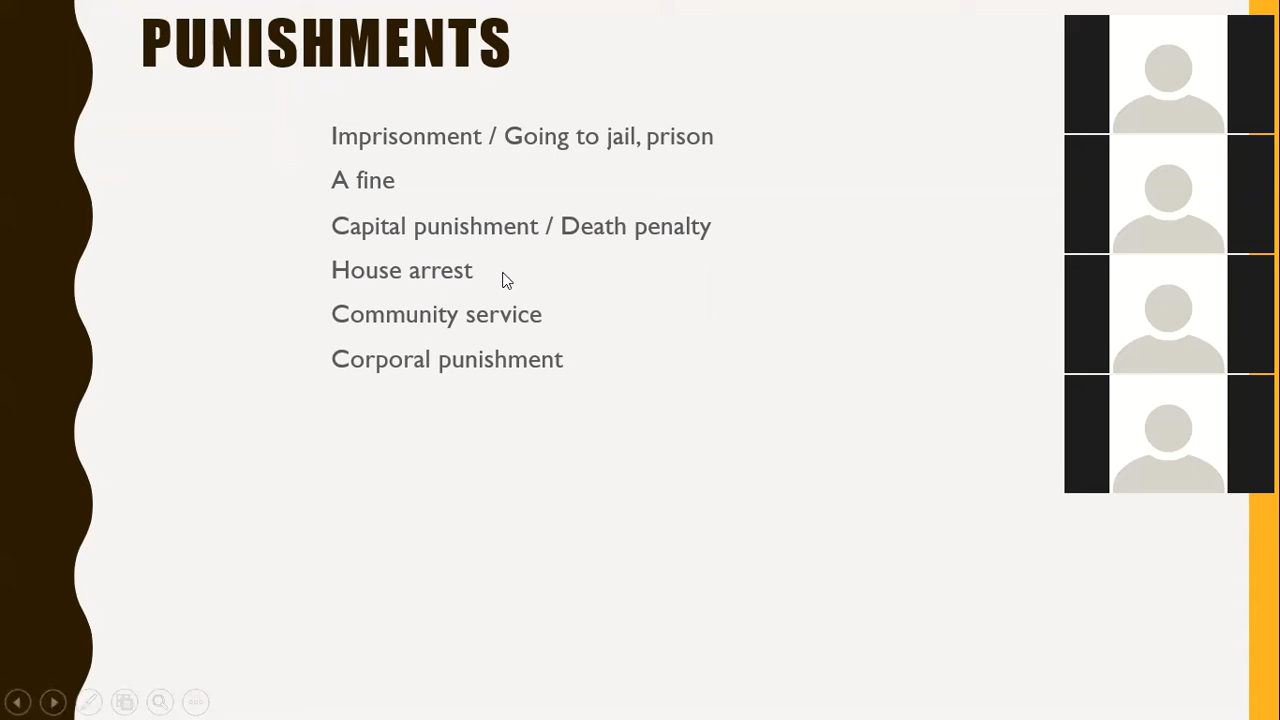 PUNISHMENTS
Imprisonment / Going to jail, prison
A fine
Capital punishment / Death penalty
House arrest
Community service
Corporal punishment